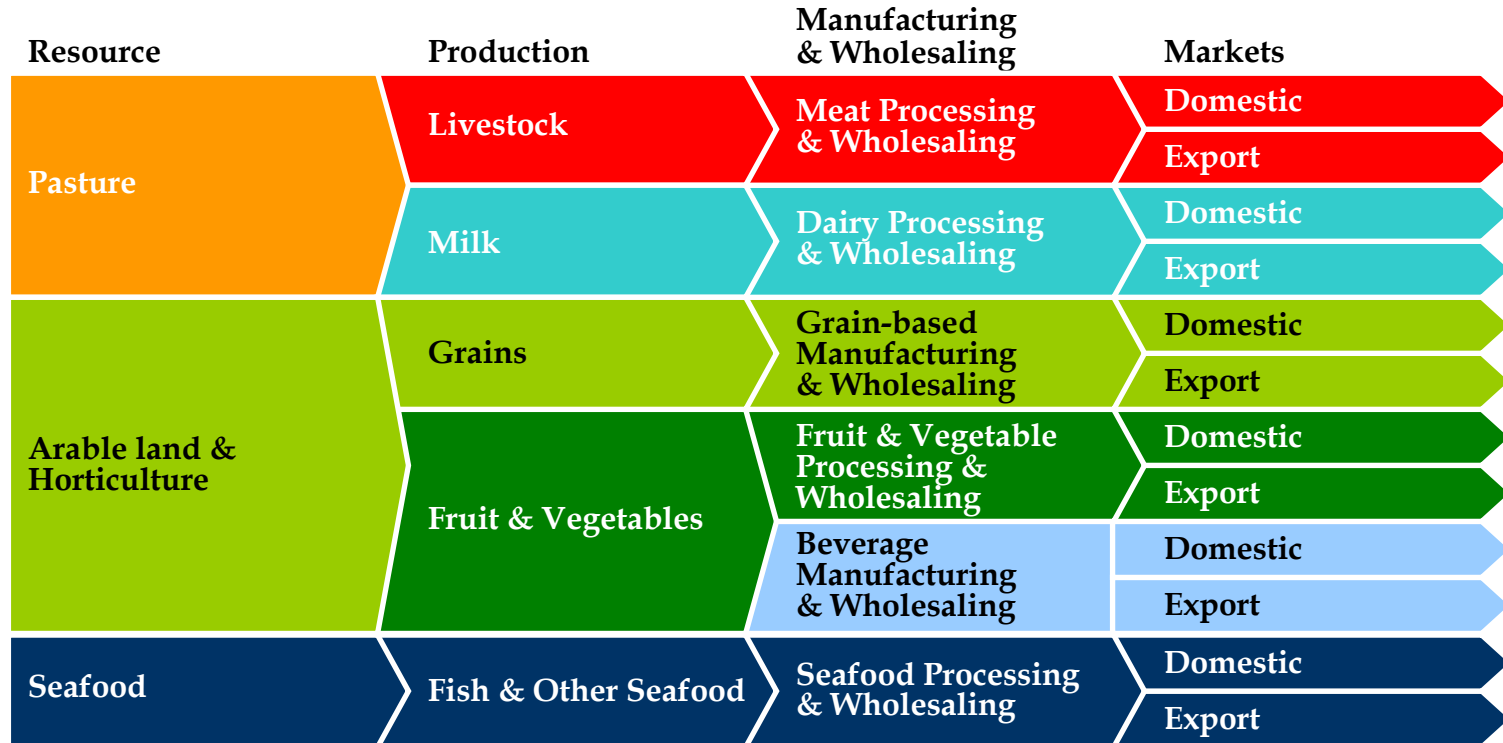 Resource
Production
Manufacturing
& Wholesaling
Markets
Pasture
Livestock
Meat Processing
& Wholesaling
Domestic
Export
Milk
Dairy Processing
& Wholesaling
Domestic
Export
Arable land &
Horticulture
Grains
Grain-based
Manufacturing
& Wholesaling
Domestic
Export
Fruit & Vegetables
Fruit & Vegetable
Processing &
Wholesaling
Domestic
Export
Beverage
Manufacturing
& Wholesaling
Domestic
Export
Seafood
Fish & Other Seafood
Seafood Processing
& Wholesaling
Domestic
Export